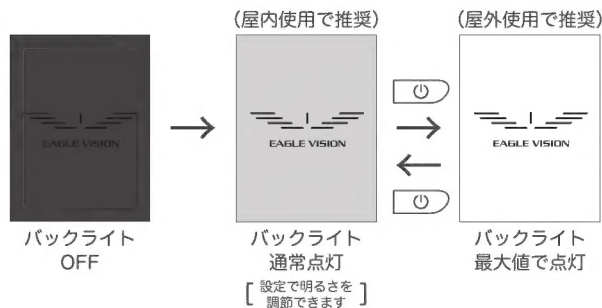 (屋内使用で推奨)
(屋外使用で推奨)
EAGLE VISION
EAGLE VISION
EAGLE VISION
バックライト
OFF
バックライト
通常点灯
[設定で明るさを
調節できます]
バックライト
最大値で点灯